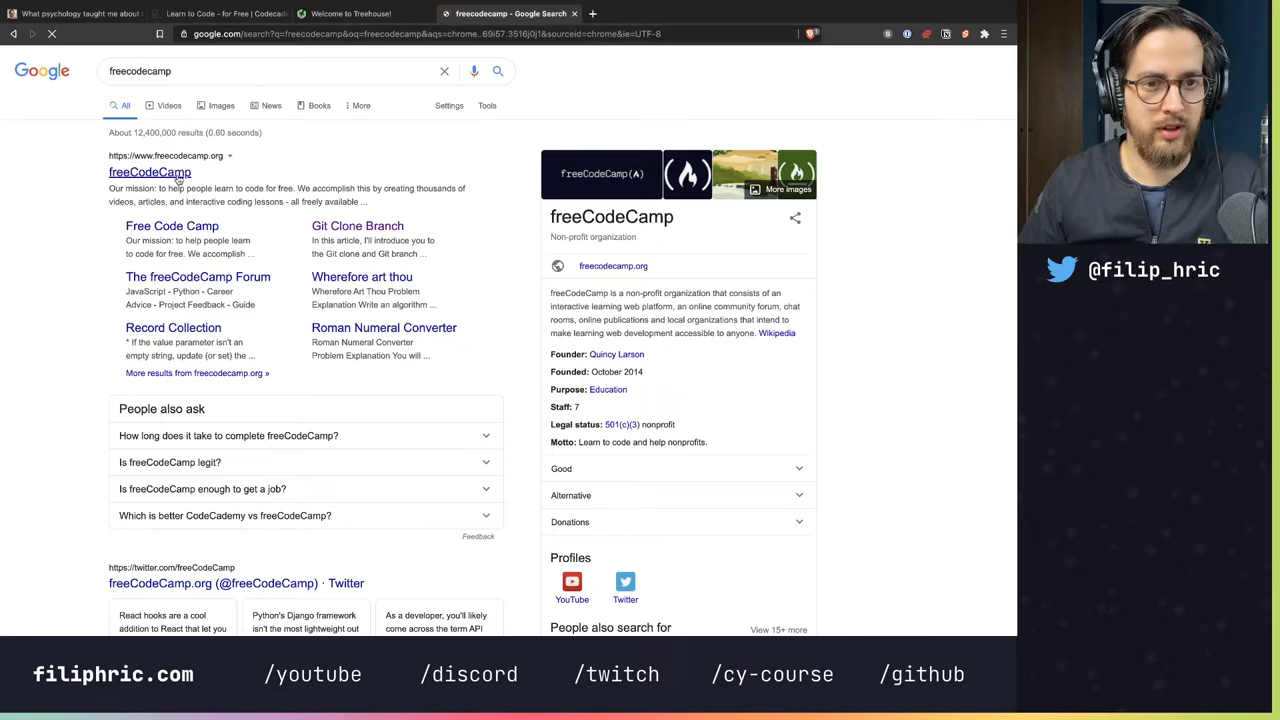 What psychology taught me about
Learn to Code - for Free | Codecad
Welcome to Treehouse!
freecodecamp - Google Search
google.com/search?q=freecodecamp&oq=freecodecamp&aqs=chrome..69i57.3516j0j1&sourceid=chrome&ie=UTF-8
Google
freecodecamp
All
Videos
Images
News
Books
More
Settings
Tools
About 12,400,000 results (0.60 seconds)
https://www.freecodecamp.org
freeCodeCamp
Our mission: to help people learn to code for free. We accomplish this by creating thousands of
videos, articles, and interactive coding lessons - all freely available ...
Free Code Camp
Our mission: to help people learn
to code for free. We accomplish ...
Git Clone Branch
In this article, I'll introduce you to
the Git clone and Git branch ...
The freeCodeCamp Forum
JavaScript - Python - Career
Advice - Project Feedback - Guide
Wherefore art thou
Wherefore Art Thou Problem
Explanation Write an algorithm ...
Record Collection
* If the value parameter isn't an
empty string, update (or set) the ...
Roman Numeral Converter
Roman Numeral Converter
Problem Explanation You will ...
More results from freecodecamp.org »
People also ask
How long does it take to complete freeCodeCamp?
Is freeCodeCamp legit?
Is freeCodeCamp enough to get a job?
Which is better CodeCademy vs freeCodeCamp?
Feedback
https://twitter.com/freeCodeCamp
freeCodeCamp.org (@freeCodeCamp) · Twitter
React hooks are a cool
addition to React that let you
Python's Django framework
isn't the most lightweight out
As a developer, you'll likely
come across the term API
freeCodeCamp(🔥)
More images
freeCodeCamp
Non-profit organization
freecodecamp.org
freeCodeCamp is a non-profit organization that consists of an
interactive learning web platform, an online community forum, chat
rooms, online publications and local organizations that intend to
make learning web development accessible to anyone. Wikipedia
Founder: Quincy Larson
Founded: October 2014
Purpose: Education
Staff: 7
Legal status: 501(c)(3) nonprofit
Motto: Learn to code and help nonprofits.
Good
Alternative
Donations
Profiles
YouTube
Twitter
People also search for
View 15+ more
@filip_hric
filiphric.com
/youtube
/discord
/twitch
/cy-course
/github